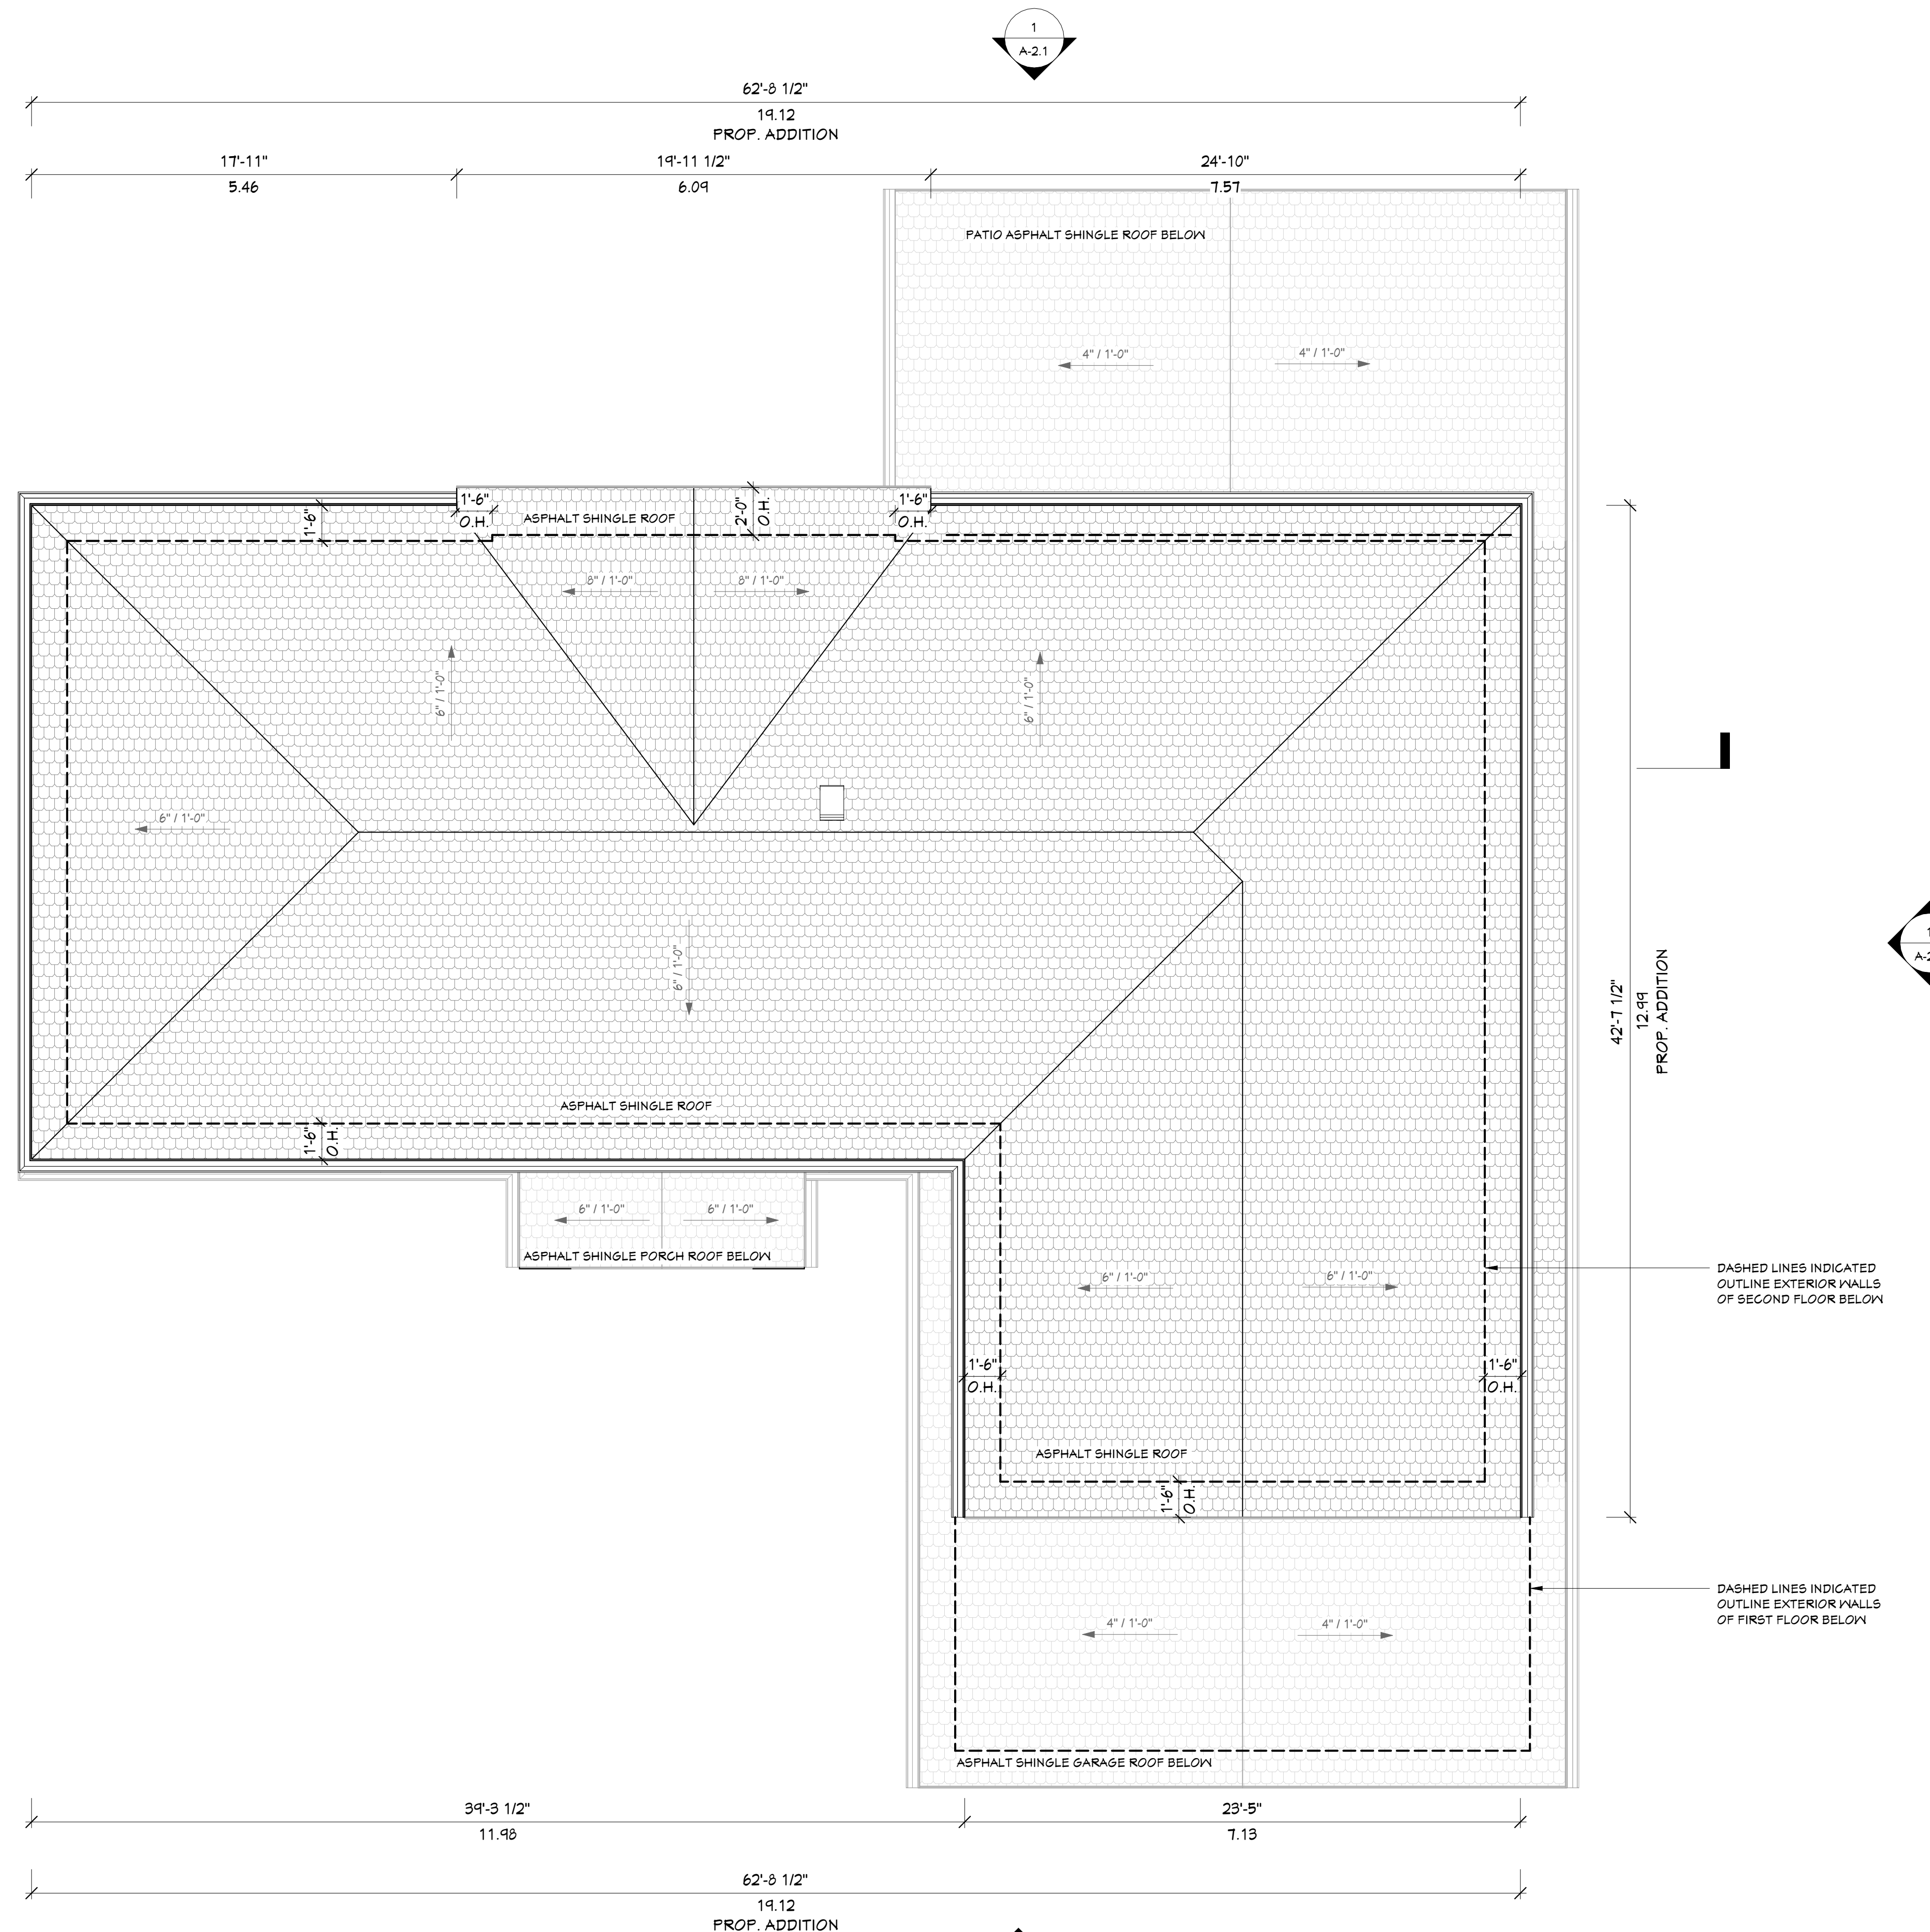 1
A-2.1
62'-8 1/2"
19.12
PROP. ADDITION
17'-11"
19'-11 1/2"
24'-10"
5.46
6.09
7.57
PATIO ASPHALT SHINGLE ROOF BELOW
4" / 1'-0"
4" / 1'-0"
1'-6"
O.H.
1'-6"
ASPHALT SHINGLE ROOF
2'-0"
O.H.
1'-6"
O.H.
8" / 1'-0"
8" / 1'-0"
6" / 1'-0"
6" / 1'-0"
6" / 1'-0"
6" / 1'-0"
1
42'-7 1/2"
12.99
PROP. ADDITION
ASPHALT SHINGLE ROOF
1'-6"
O.H.
6" / 1'-0"
6" / 1'-0"
ASPHALT SHINGLE PORCH ROOF BELOW
6" / 1'-0"
6" / 1'-0"
DASHED LINES INDICATED
OUTLINE EXTERIOR WALLS
OF SECOND FLOOR BELOW
1'-6"
O.H.
1'-6"
O.H.
ASPHALT SHINGLE ROOF
1'-6"
O.H.
DASHED LINES INDICATED
OUTLINE EXTERIOR WALLS
OF FIRST FLOOR BELOW
4" / 1'-0"
4" / 1'-0"
ASPHALT SHINGLE GARAGE ROOF BELOW
39'-3 1/2"
23'-5"
11.98
7.13
62'-8 1/2"
19.12
PROP. ADDITION